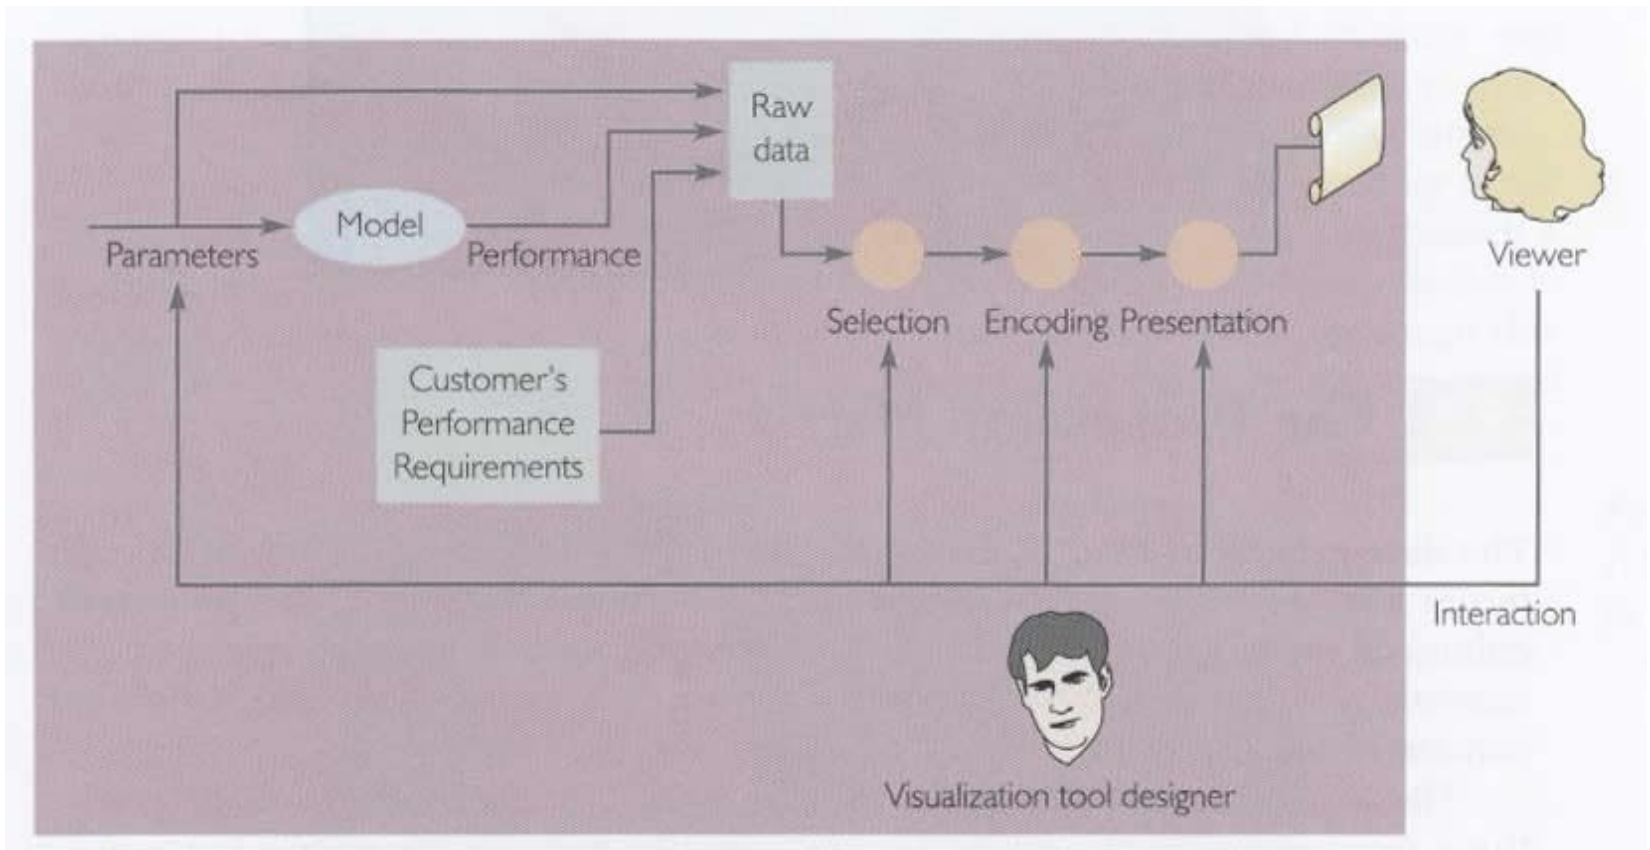 Raw
data
Model
Parameters
Performance
Viewer
Selection
Encoding
Presentation
Customer's
Performance
Requirements
Interaction
Visualization tool designer